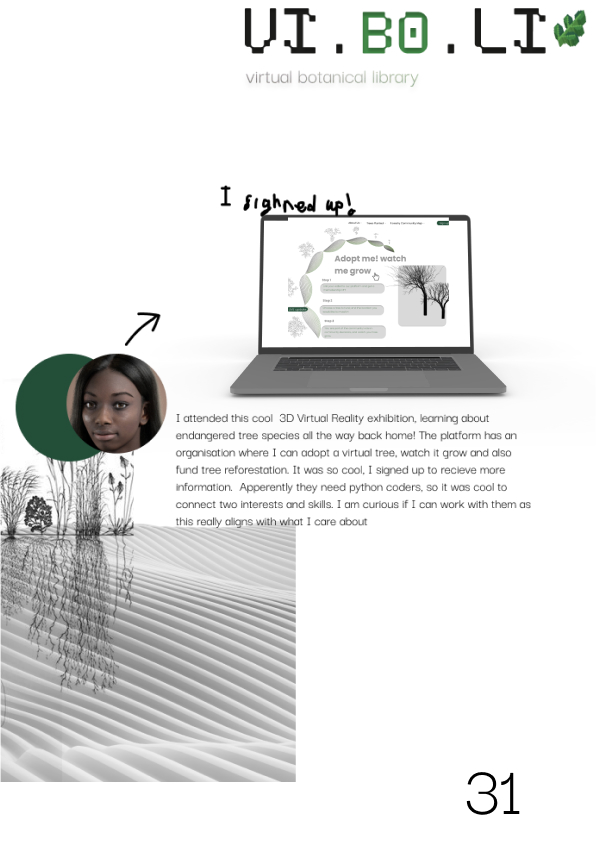 VI.BO.LI
virtual botanical library
I sighned up!
Adopt me! watch
me grow
Step 1
Step 2
Step 3
I attended this cool 3D Virtual Reality exhibition, learning about
endangered tree species all the way back home! The platform has an
organisation where I can adopt a virtual tree, watch it grow and also
fund tree reforestation. It was so cool, I signed up to recieve more
information. Apperently they need python coders, so it was cool to
connect two interests and skills. I am curious if I can work with them as
this really aligns with what I care about
31